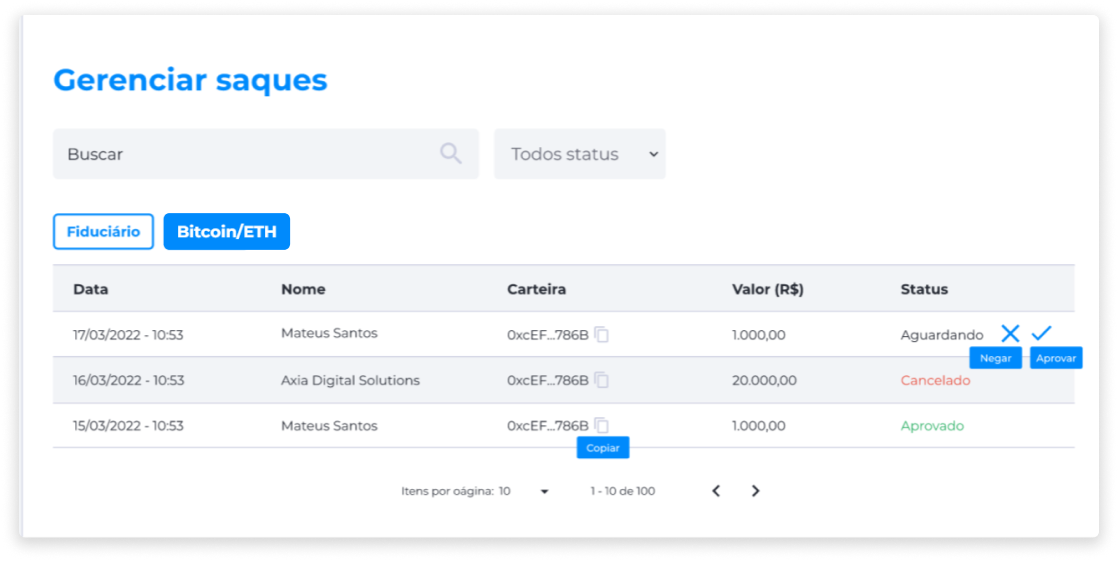 Gerenciar saques
Buscar
Todos status
Fiduciário Bitcoin/ETH
Data Nome Carteira Valor (R$) Status
17/03/2022 - 10:53 Mateus Santos 0xcEF...786B 1.000,00 Aguardando
Negar Aprovar
16/03/2022 - 10:53 Axia Digital Solutions 0xcEF...786B 20.000,00 Cancelado
15/03/2022 - 10:53 Mateus Santos 0xcEF...786B 1.000,00 Aprovado
Copiar
Itens por oágina: 10 1 - 10 de 100